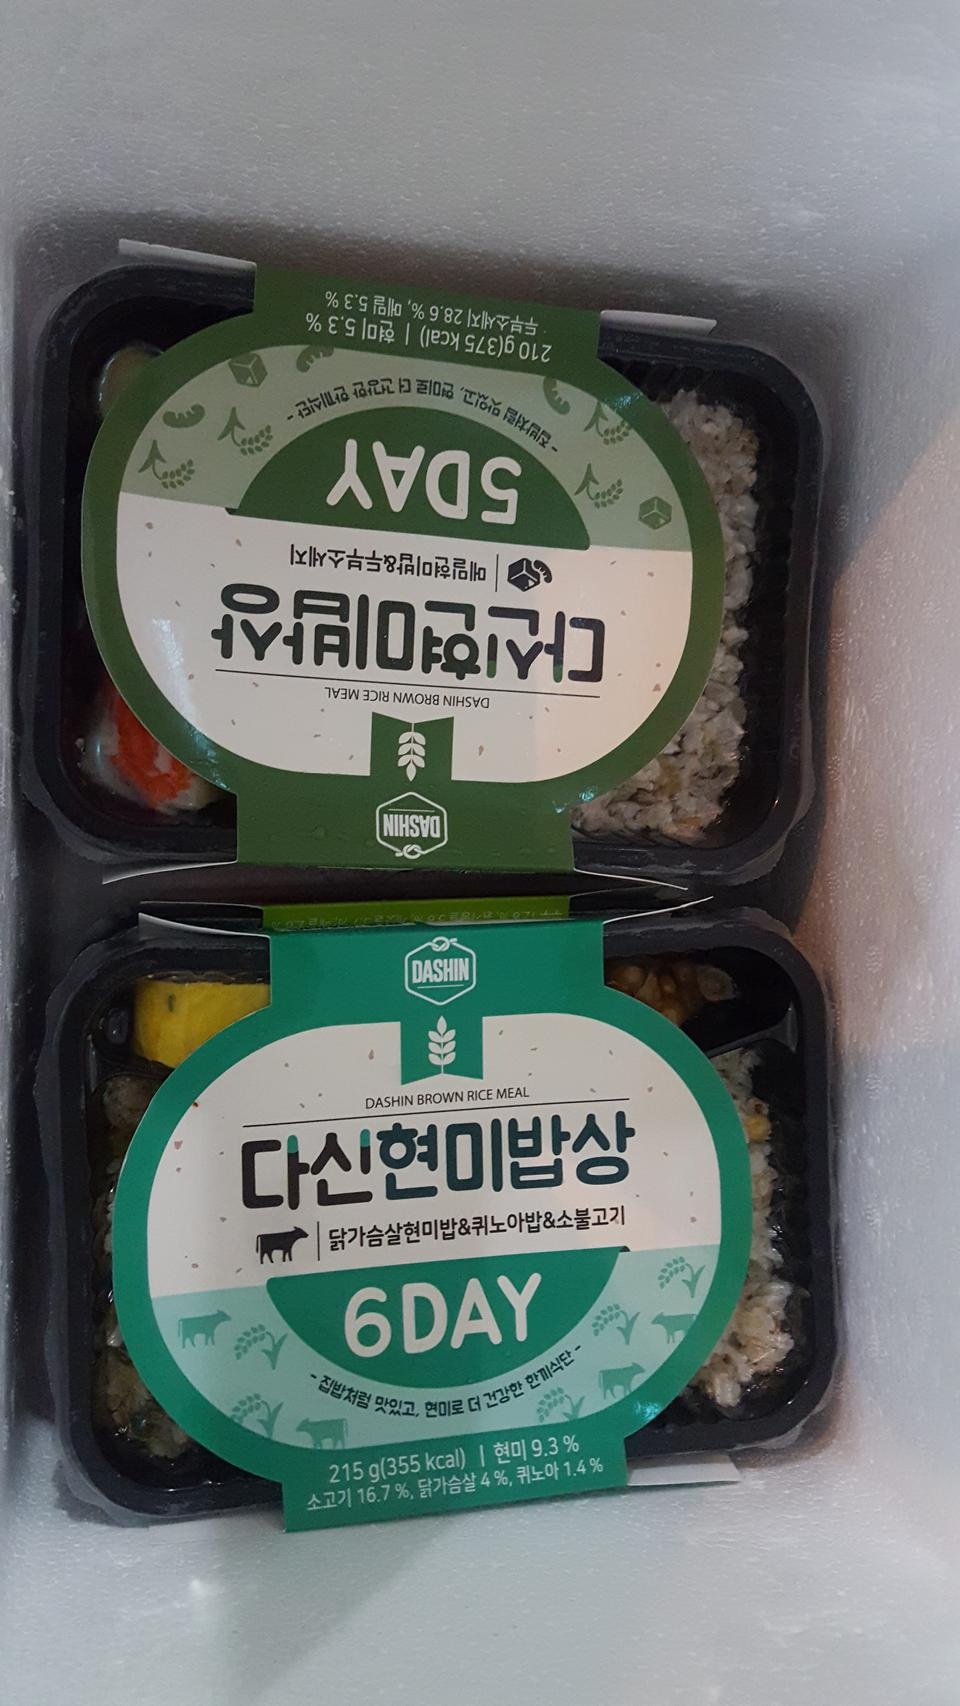 DASHIN
DASHIN BROWN RICE MEAL
다신현미밥상
메밀현미밥&두부소세지
5DAY
- 집밥처럼 맛있고, 현미로 더 건강한 한끼식단 -
210 g(375 kcal) | 현미 5.3 %
두부소세지 28.6 %, 메밀 5.3 %
DASHIN
DASHIN BROWN RICE MEAL
다신현미밥상
닭가슴살현미밥&퀴노아밥&소불고기
6DAY
- 집밥처럼 맛있고, 현미로 더 건강한 한끼식단 -
215 g(355 kcal) | 현미 9.3 %
소고기 16.7 %, 닭가슴살 4 %, 퀴노아 1.4 %